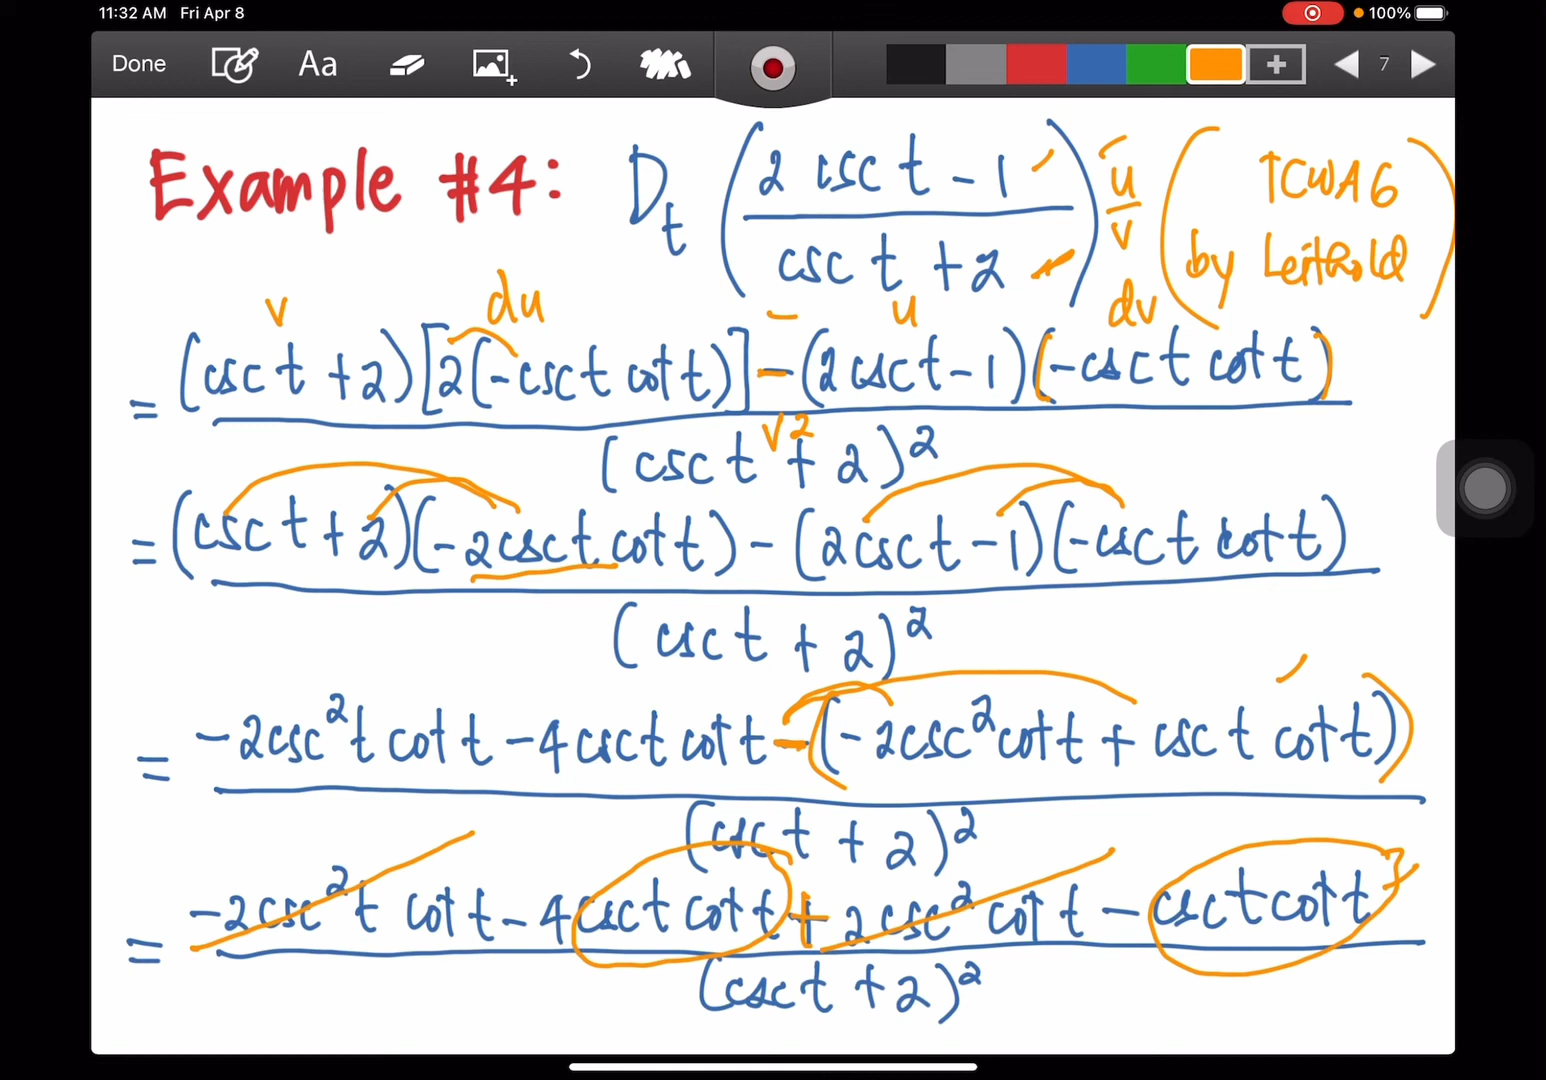 11:32 AM Fri Apr 8 100%
Done Aa 7
Example #4: D_t ( (2 csc t - 1) / (csc t + 2) ) u/v ( TCWAG by Leithold )
v du - u dv
= (csc t + 2)[2(-csc t cot t)] - (2 csc t - 1)(-csc t cot t)
v²
(csc t + 2)²
= (csc t + 2)(-2csc t cot t) - (2csc t - 1)(-csc t cot t)
(csc t + 2)²
= -2csc²t cot t - 4csc t cot t - (-2csc² cot t + csc t cot t)
(csc t + 2)²
= -2csc²t cot t - 4csc t cot t + 2csc² cot t - csc t cot t
(csc t + 2)²